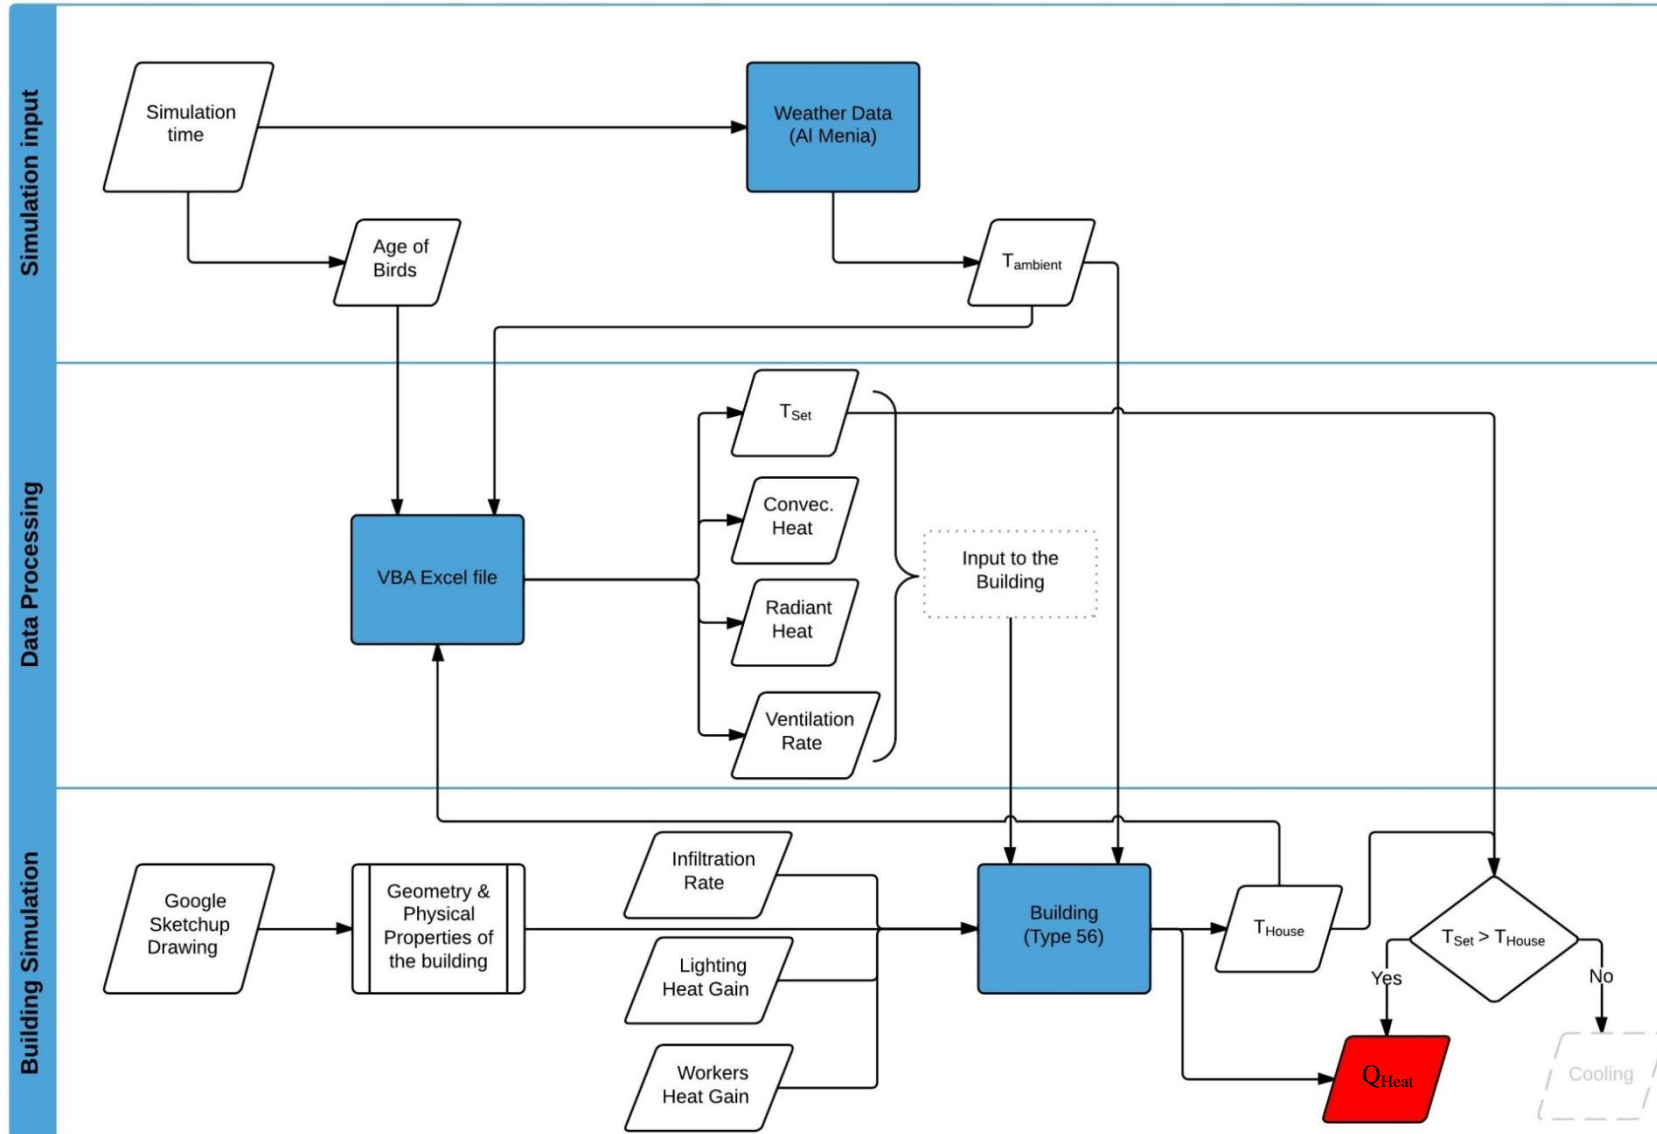 Simulation input
Simulation
time
Weather Data
(Al Menia)
Age of
Birds
Tambient
Data Processing
TSet
Convec.
Heat
Input to the
Building
VBA Excel file
Radiant
Heat
Ventilation
Rate
Building Simulation
Infiltration
Rate
Google
Sketchup
Drawing
Geometry &
Physical
Properties of
the building
Building
(Type 56)
THouse
TSet > THouse
Lighting
Heat Gain
Yes
No
Workers
Heat Gain
QHeat
Cooling